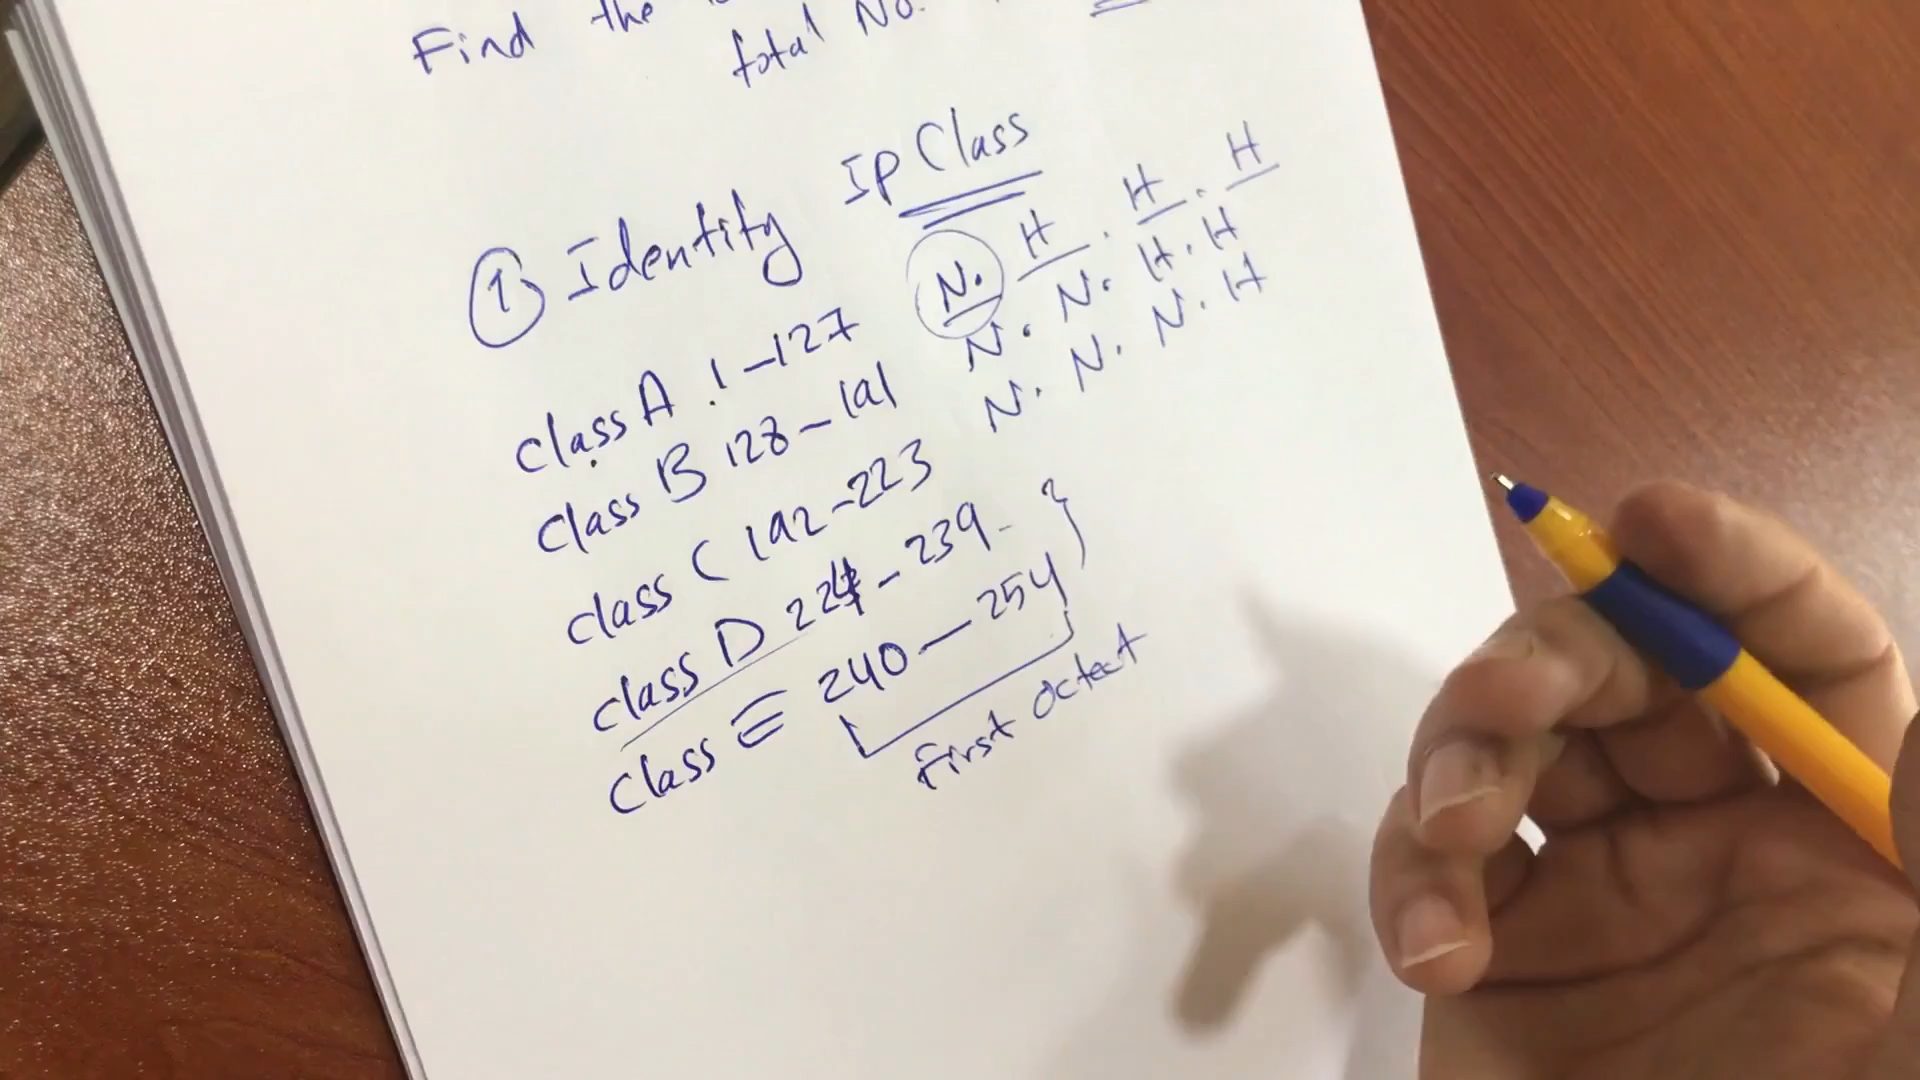 Find the
total No.
① Identify IP Class
class A 1-127 N. H. H. H
class B 128-191 N. N. H. H
class C 192-223 N. N. N. H
class D 224-239
class E 240-254
First octect